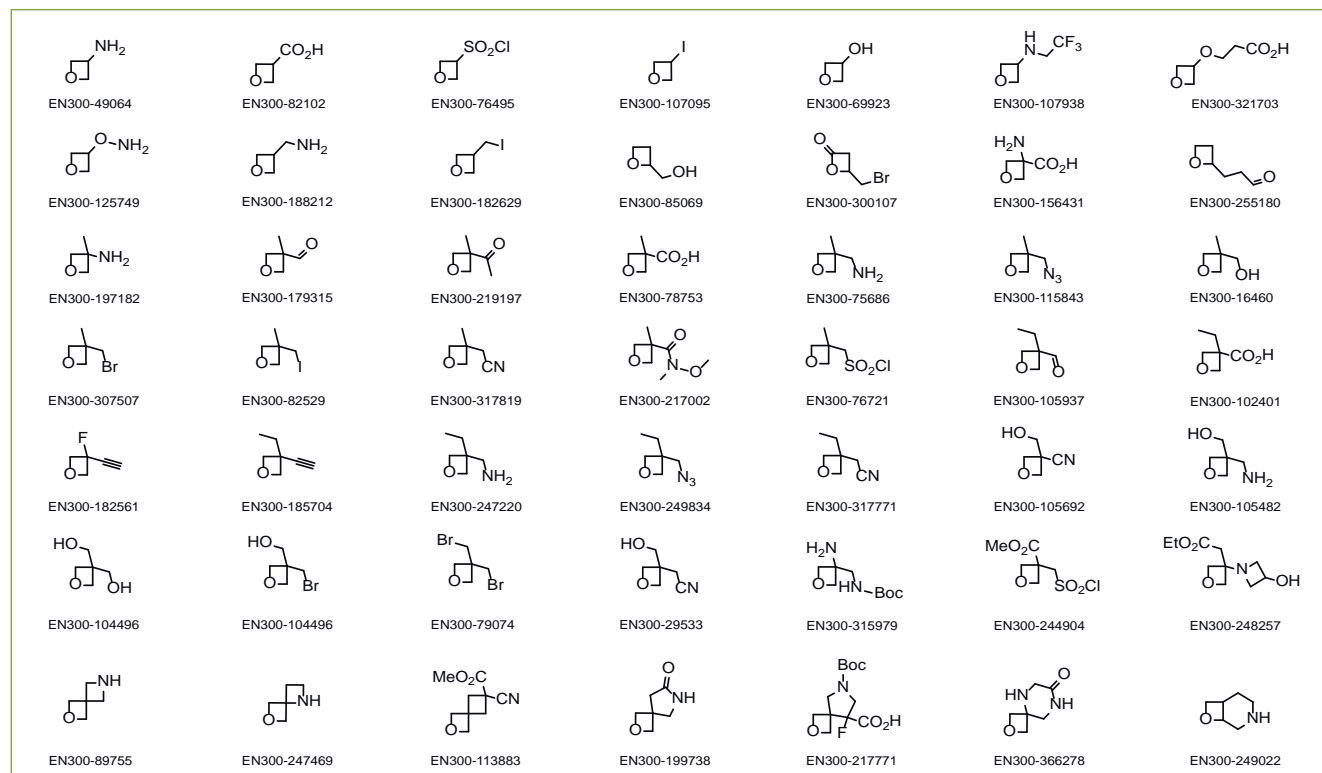 NH2 CO2H SO2Cl I OH H N CF3 O CO2H
O O O O O O O
EN300-49064 EN300-82102 EN300-76495 EN300-107095 EN300-69923 EN300-107938 EN300-321703
O NH2 NH2 I O OH O O Br H2N CO2H O
O O O O O
EN300-125749 EN300-188212 EN300-182629 EN300-85069 EN300-300107 EN300-156431 EN300-255180
NH2 O O CO2H NH2 N3 OH
O O O O O O O
EN300-197182 EN300-179315 EN300-219197 EN300-78753 EN300-75686 EN300-115843 EN300-16460
Br I CN O N O SO2Cl O CO2H
O O O O O O O
EN300-307507 EN300-82529 EN300-317819 EN300-217002 EN300-76721 EN300-105937 EN300-102401
F NH2 N3 CN HO CN HO NH2
O O O O O O O
EN300-182561 EN300-185704 EN300-247220 EN300-249834 EN300-317771 EN300-105692 EN300-105482
HO OH HO Br Br Br HO CN H2N HN Boc MeO2C SO2Cl EtO2C N OH
O O O O O O O
EN300-104496 EN300-104496 EN300-79074 EN300-29533 EN300-315979 EN300-244904 EN300-248257
NH NH MeO2C CN O NH Boc N F CO2H HN O NH NH
O O O O O O O
EN300-89755 EN300-247469 EN300-113883 EN300-199738 EN300-217771 EN300-366278 EN300-249022